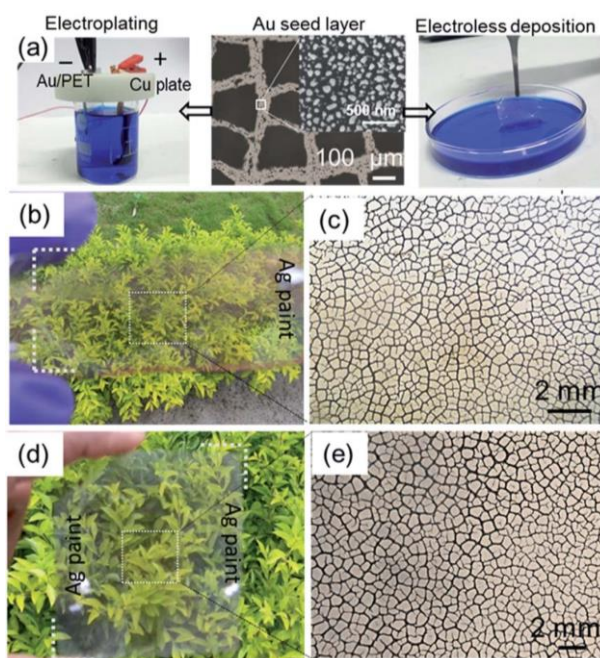 Electroplating
Au seed layer
Electroless deposition
(a)
−
+
Au/PET
Cu plate
500 nm
100 μm
(b)
Ag paint
(c)
2 mm
(d)
Ag paint
Ag paint
(e)
2 mm